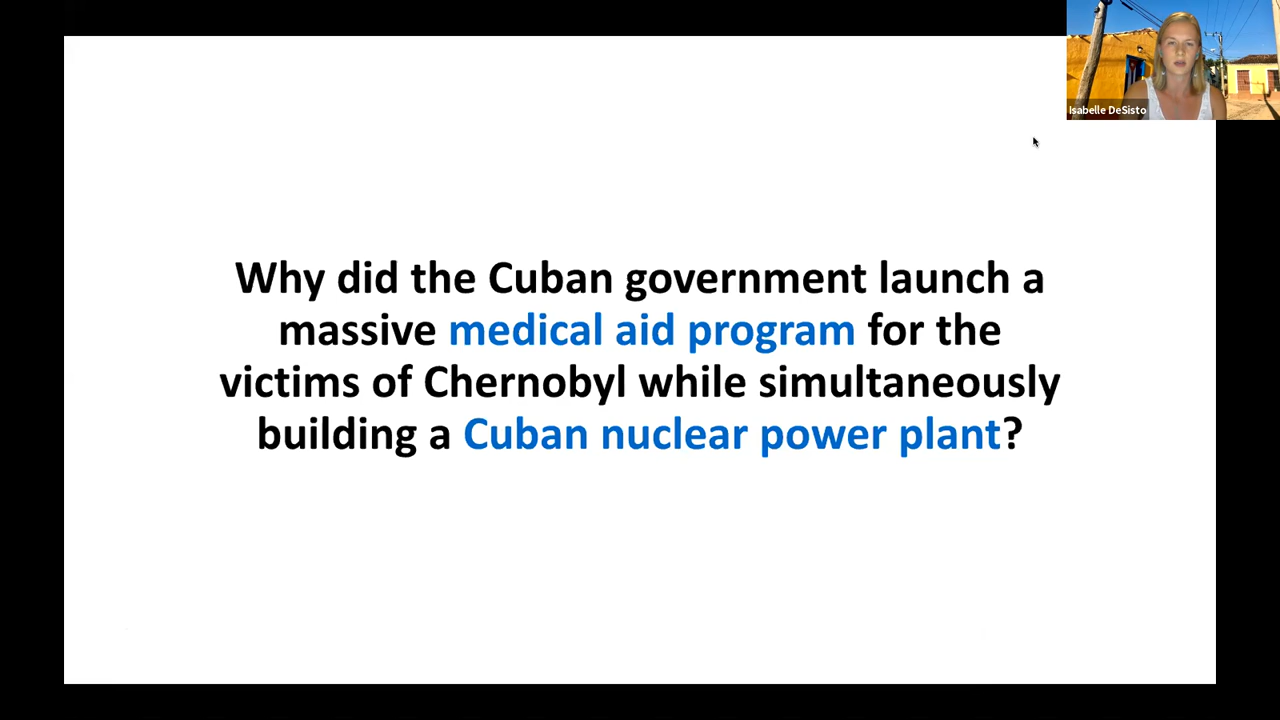 Isabelle DeSisto
Why did the Cuban government launch a
massive medical aid program for the
victims of Chernobyl while simultaneously
building a Cuban nuclear power plant?